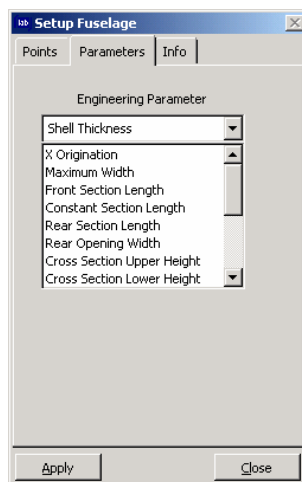 Setup Fuselage
Points Parameters Info
Engineering Parameter
Shell Thickness
X Origination
Maximum Width
Front Section Length
Constant Section Length
Rear Section Length
Rear Opening Width
Cross Section Upper Height
Cross Section Lower Height
Apply Close